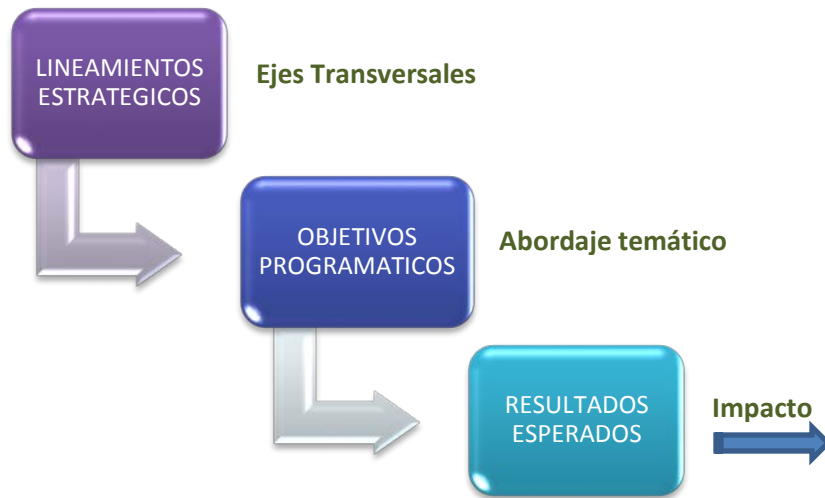 LINEAMIENTOS
ESTRATEGICOS
Ejes Transversales
OBJETIVOS
PROGRAMATICOS
Abordaje temático
RESULTADOS
ESPERADOS
Impacto